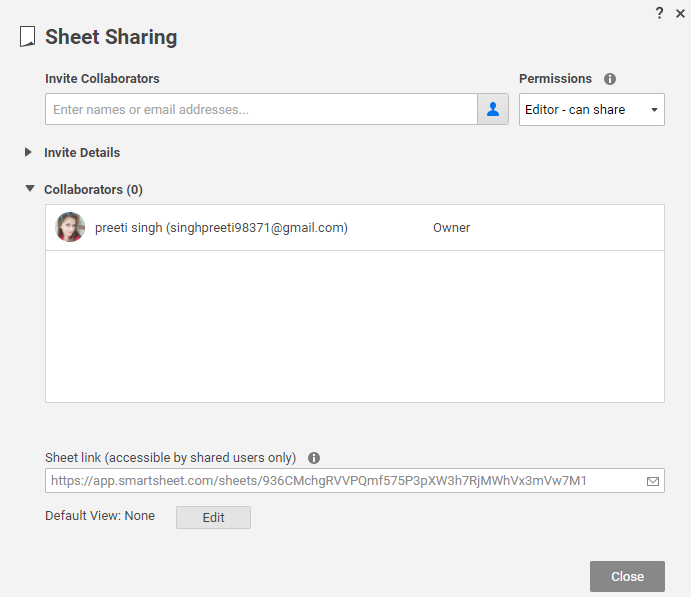 ? ×
Sheet Sharing
Invite Collaborators Permissions i
Enter names or email addresses... Editor - can share
Invite Details
Collaborators (0)
preeti singh (singhpreeti98371@gmail.com) Owner
Sheet link (accessible by shared users only) i
https://app.smartsheet.com/sheets/936CMchgRVVPQmf575P3pXW3h7RjMWhVx3mVw7M1
Default View: None Edit
Close